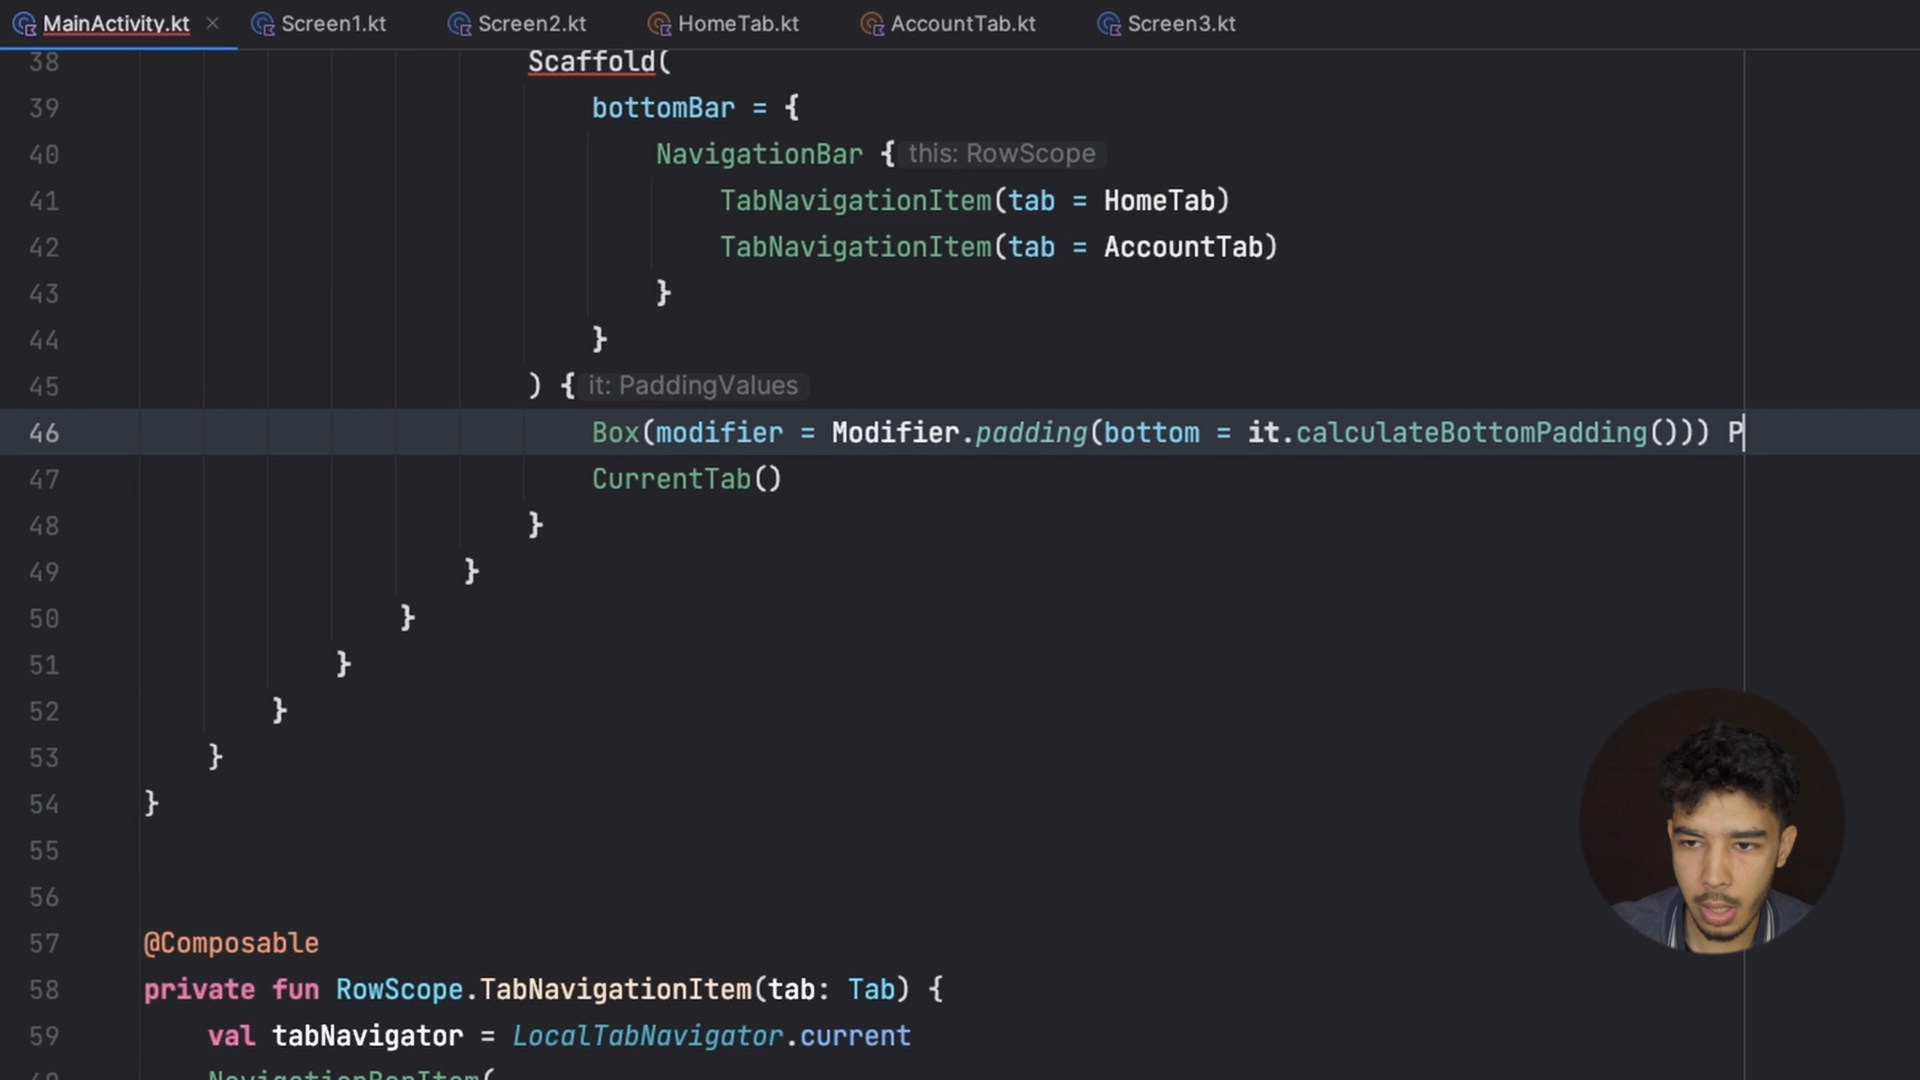 MainActivity.kt Screen1.kt Screen2.kt HomeTab.kt AccountTab.kt Screen3.kt
38 Scaffold(
39 bottomBar = {
40 NavigationBar { this: RowScope
41 TabNavigationItem(tab = HomeTab)
42 TabNavigationItem(tab = AccountTab)
43 }
44 }
45 ) { it: PaddingValues
46 Box(modifier = Modifier.padding(bottom = it.calculateBottomPadding())) P
47 CurrentTab()
48 }
49 }
50 }
51 }
52 }
53 }
54 }
55
56
57 @Composable
58 private fun RowScope.TabNavigationItem(tab: Tab) {
59 val tabNavigator = LocalTabNavigator.current
NavigationBarItem(